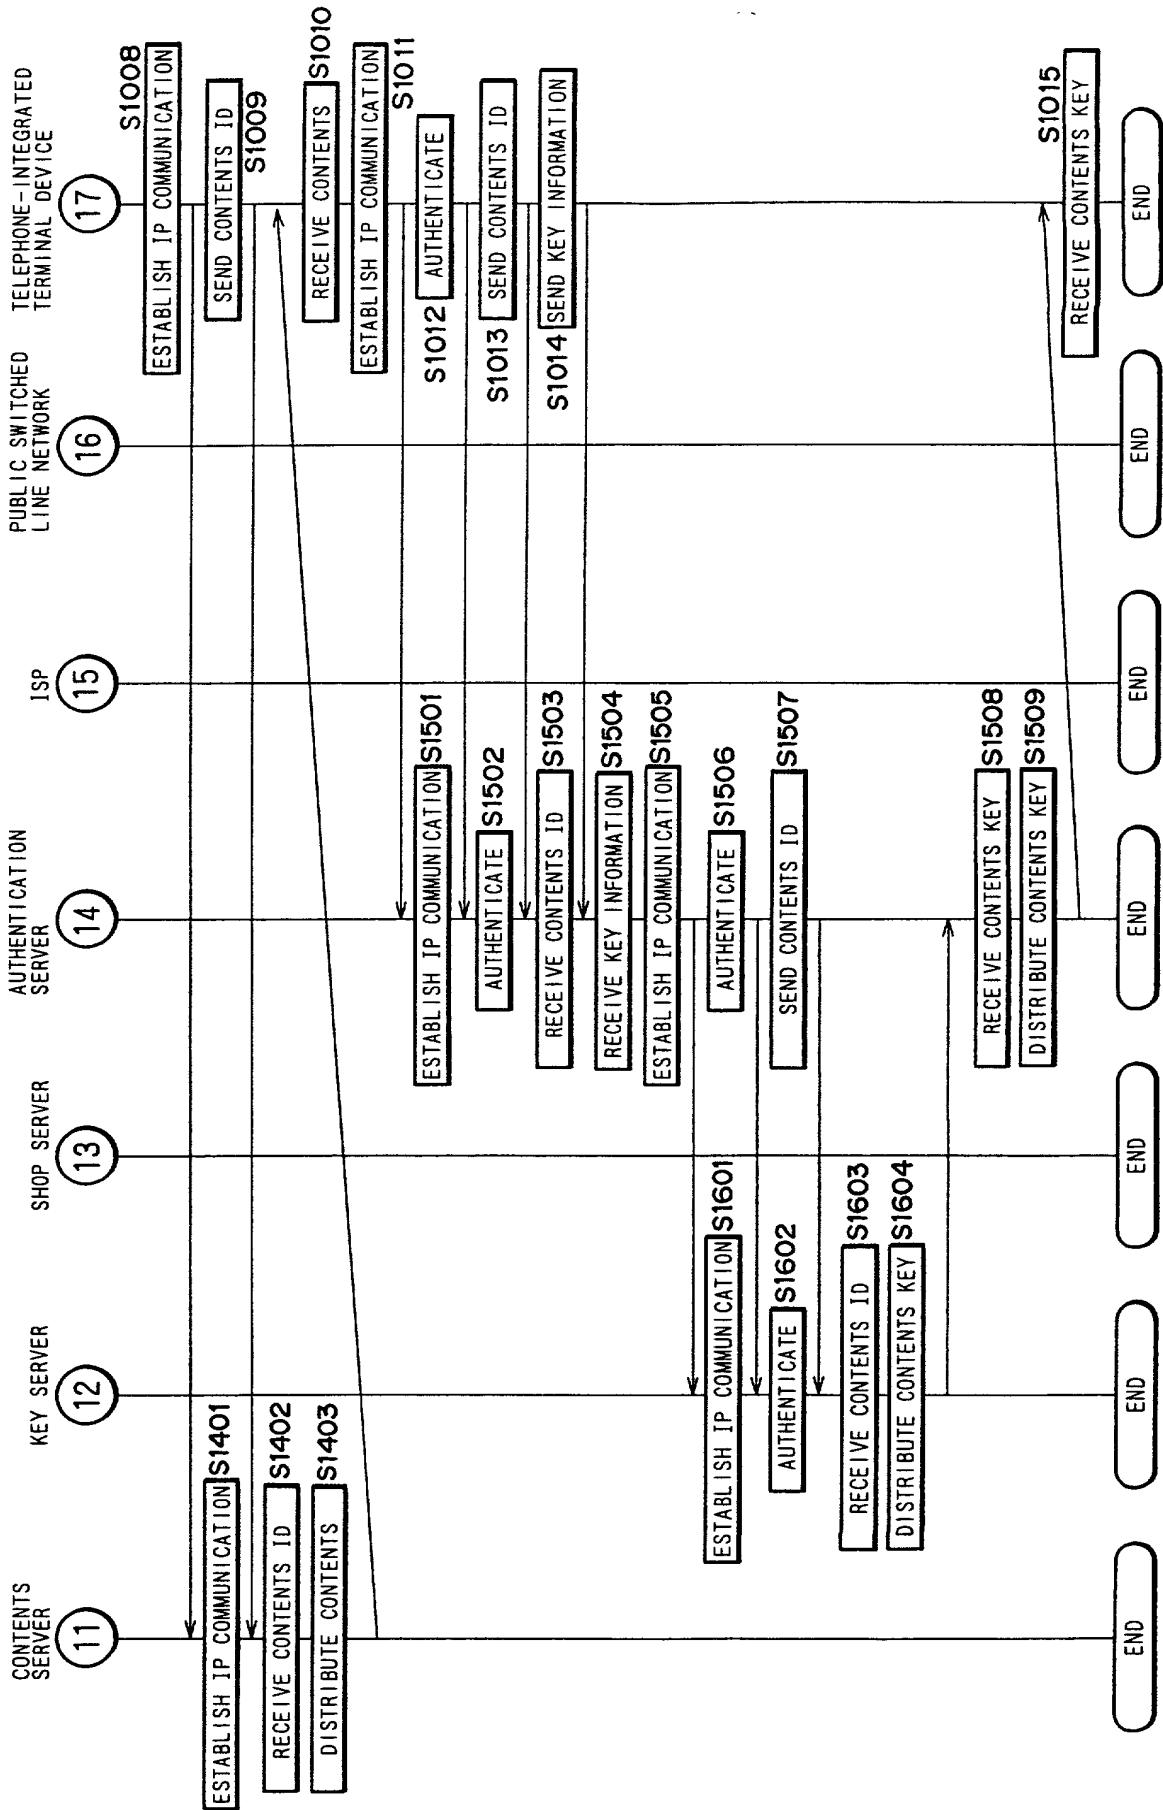 CONTENTS
SERVER
11
KEY SERVER
12
SHOP SERVER
13
AUTHENTICATION
SERVER
14
ISP
15
PUBLIC SWITCHED
LINE NETWORK
16
TELEPHONE-INTEGRATED
TERMINAL DEVICE
17
ESTABLISH IP COMMUNICATION
S1008
SEND CONTENTS ID
S1009
ESTABLISH IP COMMUNICATION
S1401
RECEIVE CONTENTS ID
S1402
DISTRIBUTE CONTENTS
S1403
RECEIVE CONTENTS
S1010
ESTABLISH IP COMMUNICATION
S1011
S1012
AUTHENTICATE
S1013
SEND CONTENTS ID
S1014
SEND KEY INFORMATION
ESTABLISH IP COMMUNICATION
S1501
AUTHENTICATE
S1502
RECEIVE CONTENTS ID
S1503
RECEIVE KEY INFORMATION
S1504
ESTABLISH IP COMMUNICATION
S1505
AUTHENTICATE
S1506
SEND CONTENTS ID
S1507
ESTABLISH IP COMMUNICATION
S1601
AUTHENTICATE
S1602
RECEIVE CONTENTS ID
S1603
DISTRIBUTE CONTENTS KEY
S1604
RECEIVE CONTENTS KEY
S1508
DISTRIBUTE CONTENTS KEY
S1509
RECEIVE CONTENTS KEY
S1015
END
END
END
END
END
END
END